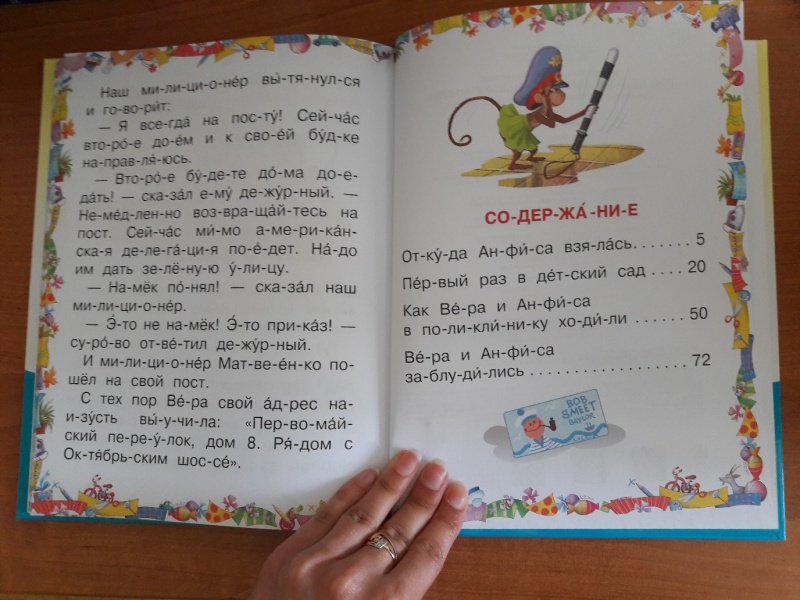 Наш ми-ли-ци-о-не́р вы́-тя-нул-ся
и го-во-ри́т:
— Я все-гда́ на пос-ту́! Сей-ча́с
вто-ро́-е до-е́м и к сво-е́й бу́д-ке
на-прав-ля́-юсь.
— Вто-ро́-е бу́-де-те до́-ма до-е-
да́ть! — ска-за́л е-му́ де-жу́р-ный. —
Не-ме́д-лен-но воз-вра-ща́й-тесь на
пост. Сей-ча́с ми́-мо а-ме-ри-ка́н-
ска-я де-ле-га́-ци-я по-е́-дет. На́-до
им дать зе-лё-ну-ю у́-ли-цу.
— На-мёк по́-нял! — ска-за́л наш
ми-ли-ци-о-не́р.
— Э́-то не на-мёк! Э́-то при-ка́з! —
су-ро́-во от-ве́-тил де-жу́р-ный.
И ми-ли-ци-о-не́р Мат-ве-е́н-ко по-
шёл на свой пост.
С тех пор Ве́-ра свой а́д-рес на-
и-зу́сть вы́-у-чи-ла: «Пер-во-ма́й-
ский пе-ре-у́-лок, дом 8. Ря́-дом с
Ок-тя́брь-ским шос-се́».
СО-ДЕР-ЖА́-НИ-Е
От-ку́-да Ан-фи́-са взя-ла́сь....... 5
Пе́р-вый раз в де́т-ский сад .... 20
Как Ве́-ра и Ан-фи́-са
в по-ли-кли́-ни-ку хо-ди́-ли ...... 50
Ве́-ра и Ан-фи́-са
за-блу-ди́-лись .................. 72
BOB
SMEET
BAYLOR